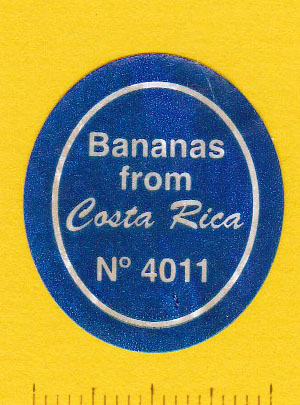 Bananas
from
Costa Rica
Nº 4011